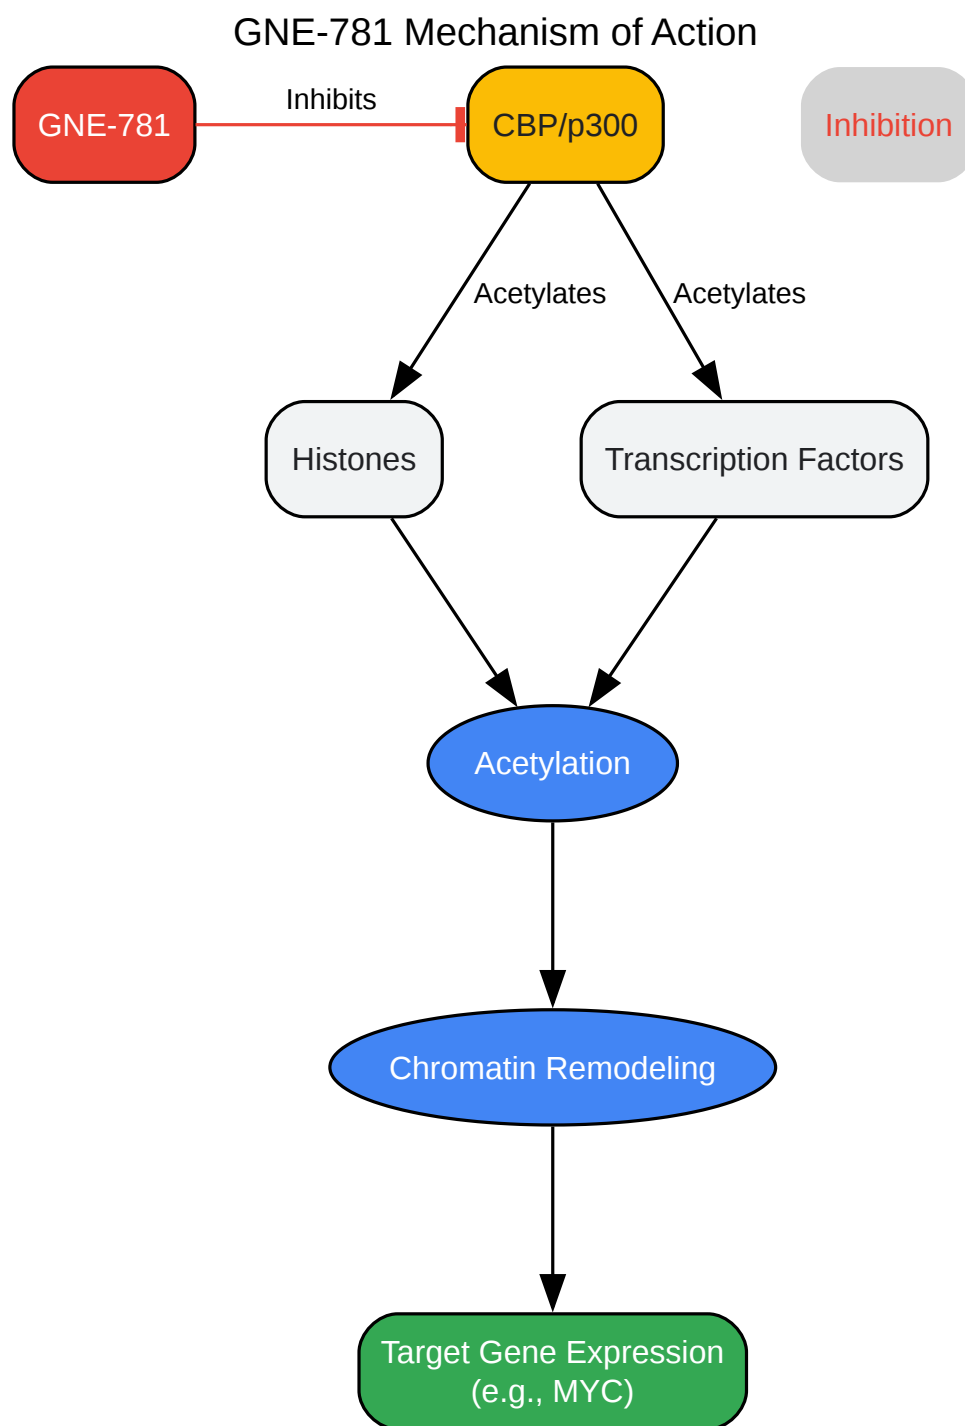 GNE-781 Mechanism of Action
GNE-781
Inhibits
CBP/p300
Inhibition
Acetylates
Acetylates
Histones
Transcription Factors
Acetylation
Chromatin Remodeling
Target Gene Expression
(e.g., MYC)